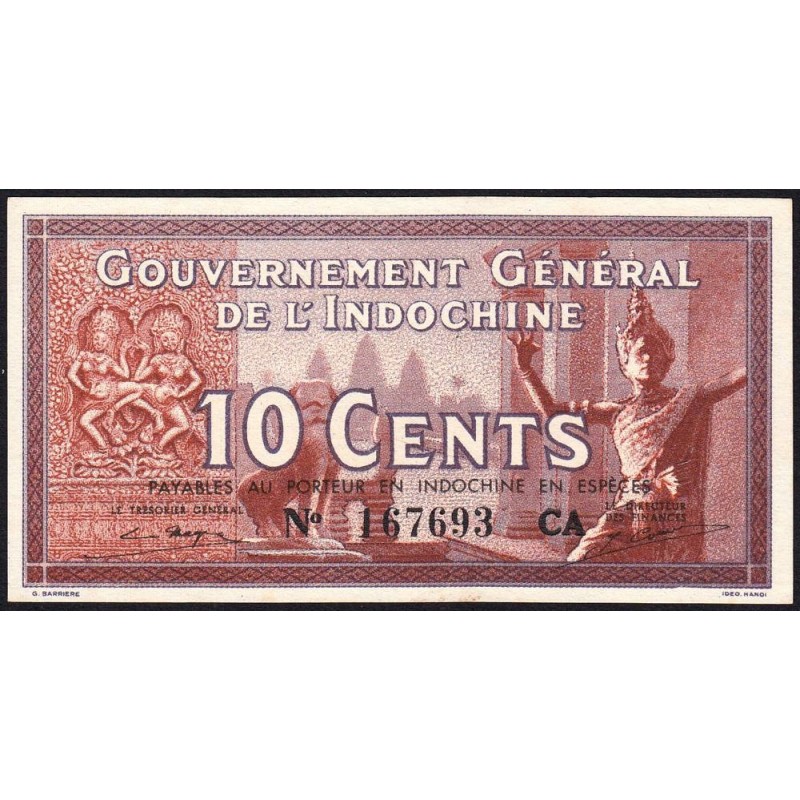 GOUVERNEMENT GÉNÉRAL
DE L'INDOCHINE
10 CENTS
PAYABLES AU PORTEUR EN INDOCHINE EN ESPÈCES
LE TRÉSORIER GÉNÉRAL
LE DIRECTEUR
DES FINANCES
No 167693 CA
G. BARRIÈRE
IDEO. HANOI